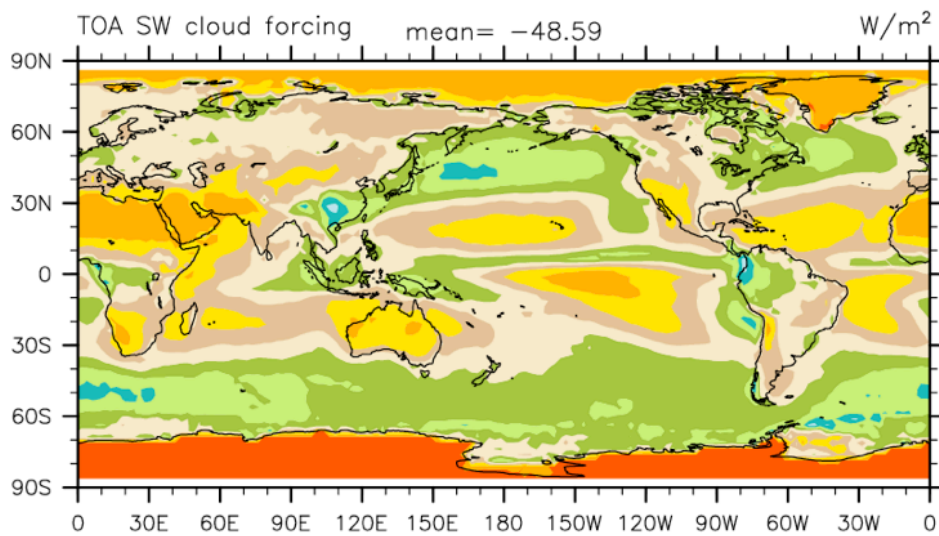 TOA SW cloud forcing mean= −48.59 W/m²
90N
60N
30N
0
30S
60S
90S
0 30E 60E 90E 120E 150E 180 150W 120W 90W 60W 30W 0